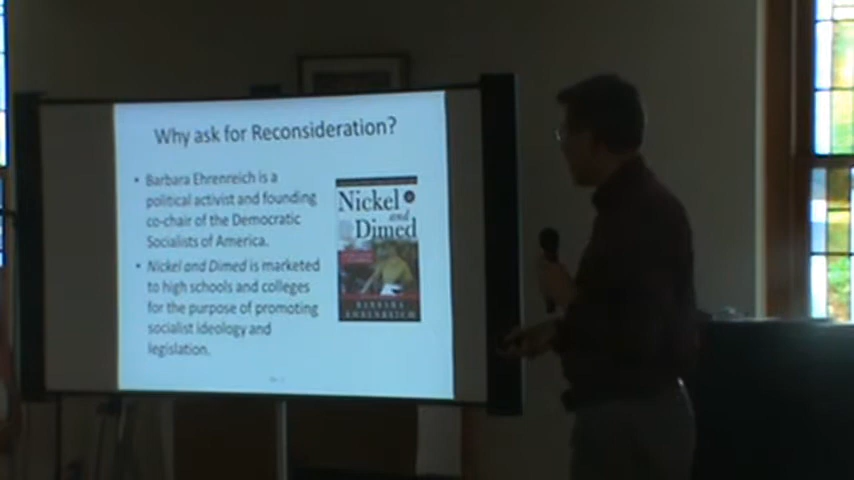 Why ask for Reconsideration?
• Barbara Ehrenreich is a
political activist and founding
co-chair of the Democratic
Socialists of America.
• Nickel and Dimed is marketed
to high schools and colleges
for the purpose of promoting
socialist ideology and
legislation.
Nickel
and
Dimed
BARBARA
EHRENREICH